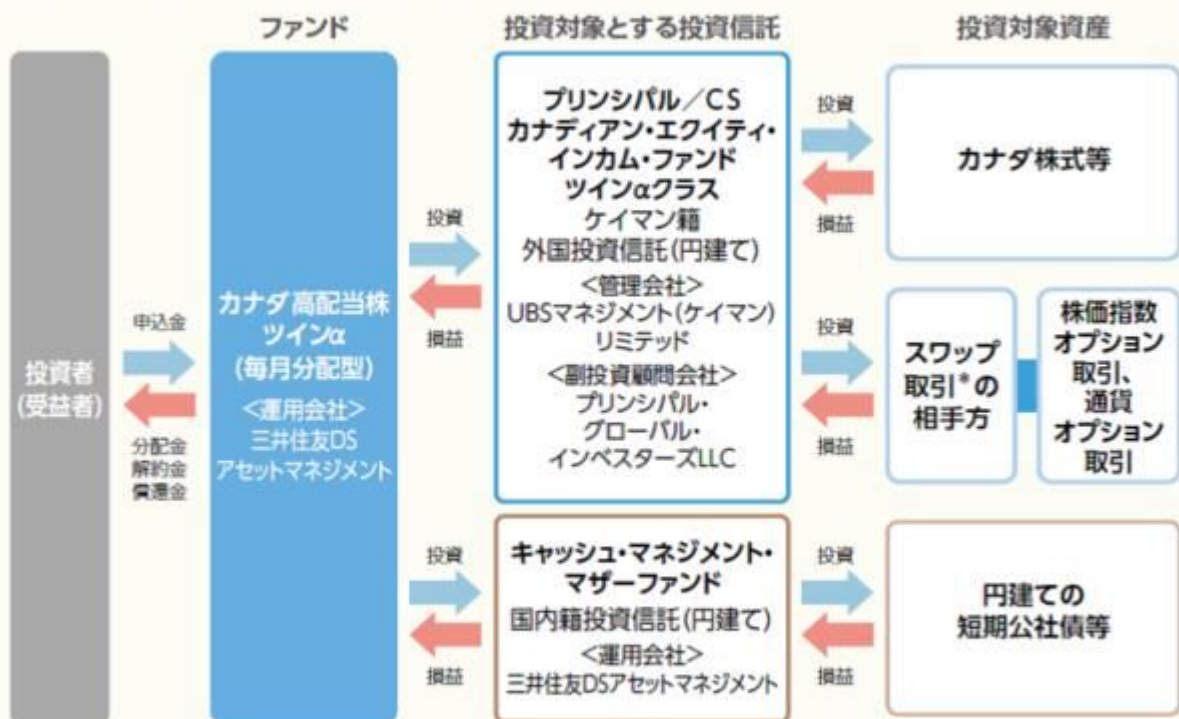 ファンド
投資対象とする投資信託
投資対象資産
投資者
(受益者)
申込金
分配金
解約金
償還金
カナダ高配当株
ツインα
(毎月分配型)
<運用会社>
三井住友DS
アセットマネジメント
投資
損益
プリンシパル／CS
カナディアン・エクイティ・
インカム・ファンド
ツインαクラス
ケイマン籍
外国投資信託(円建て)
<管理会社>
UBSマネジメント(ケイマン)
リミテッド
<副投資顧問会社>
プリンシパル・
グローバル・
インベスターズLLC
投資
損益
カナダ株式等
投資
損益
スワップ
取引*の
相手方
株価指数
オプション
取引、
通貨
オプション
取引
投資
損益
キャッシュ・マネジメント・
マザーファンド
国内籍投資信託(円建て)
<運用会社>
三井住友DSアセットマネジメント
投資
損益
円建ての
短期公社債等